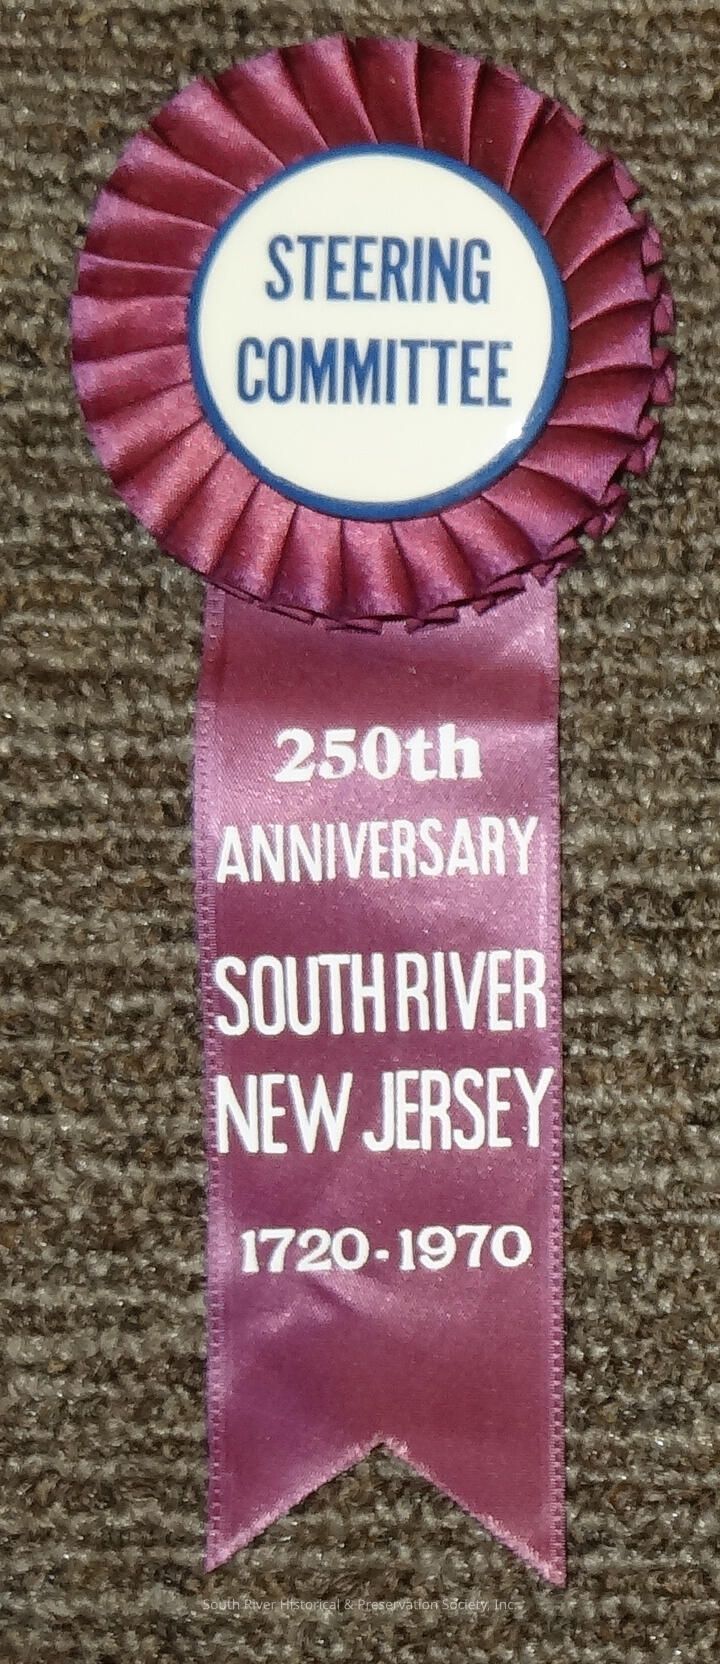 STEERING
COMMITTEE
250th
ANNIVERSARY
SOUTH RIVER
NEW JERSEY
1720-1970
South River Historical & Preservation Society, Inc.